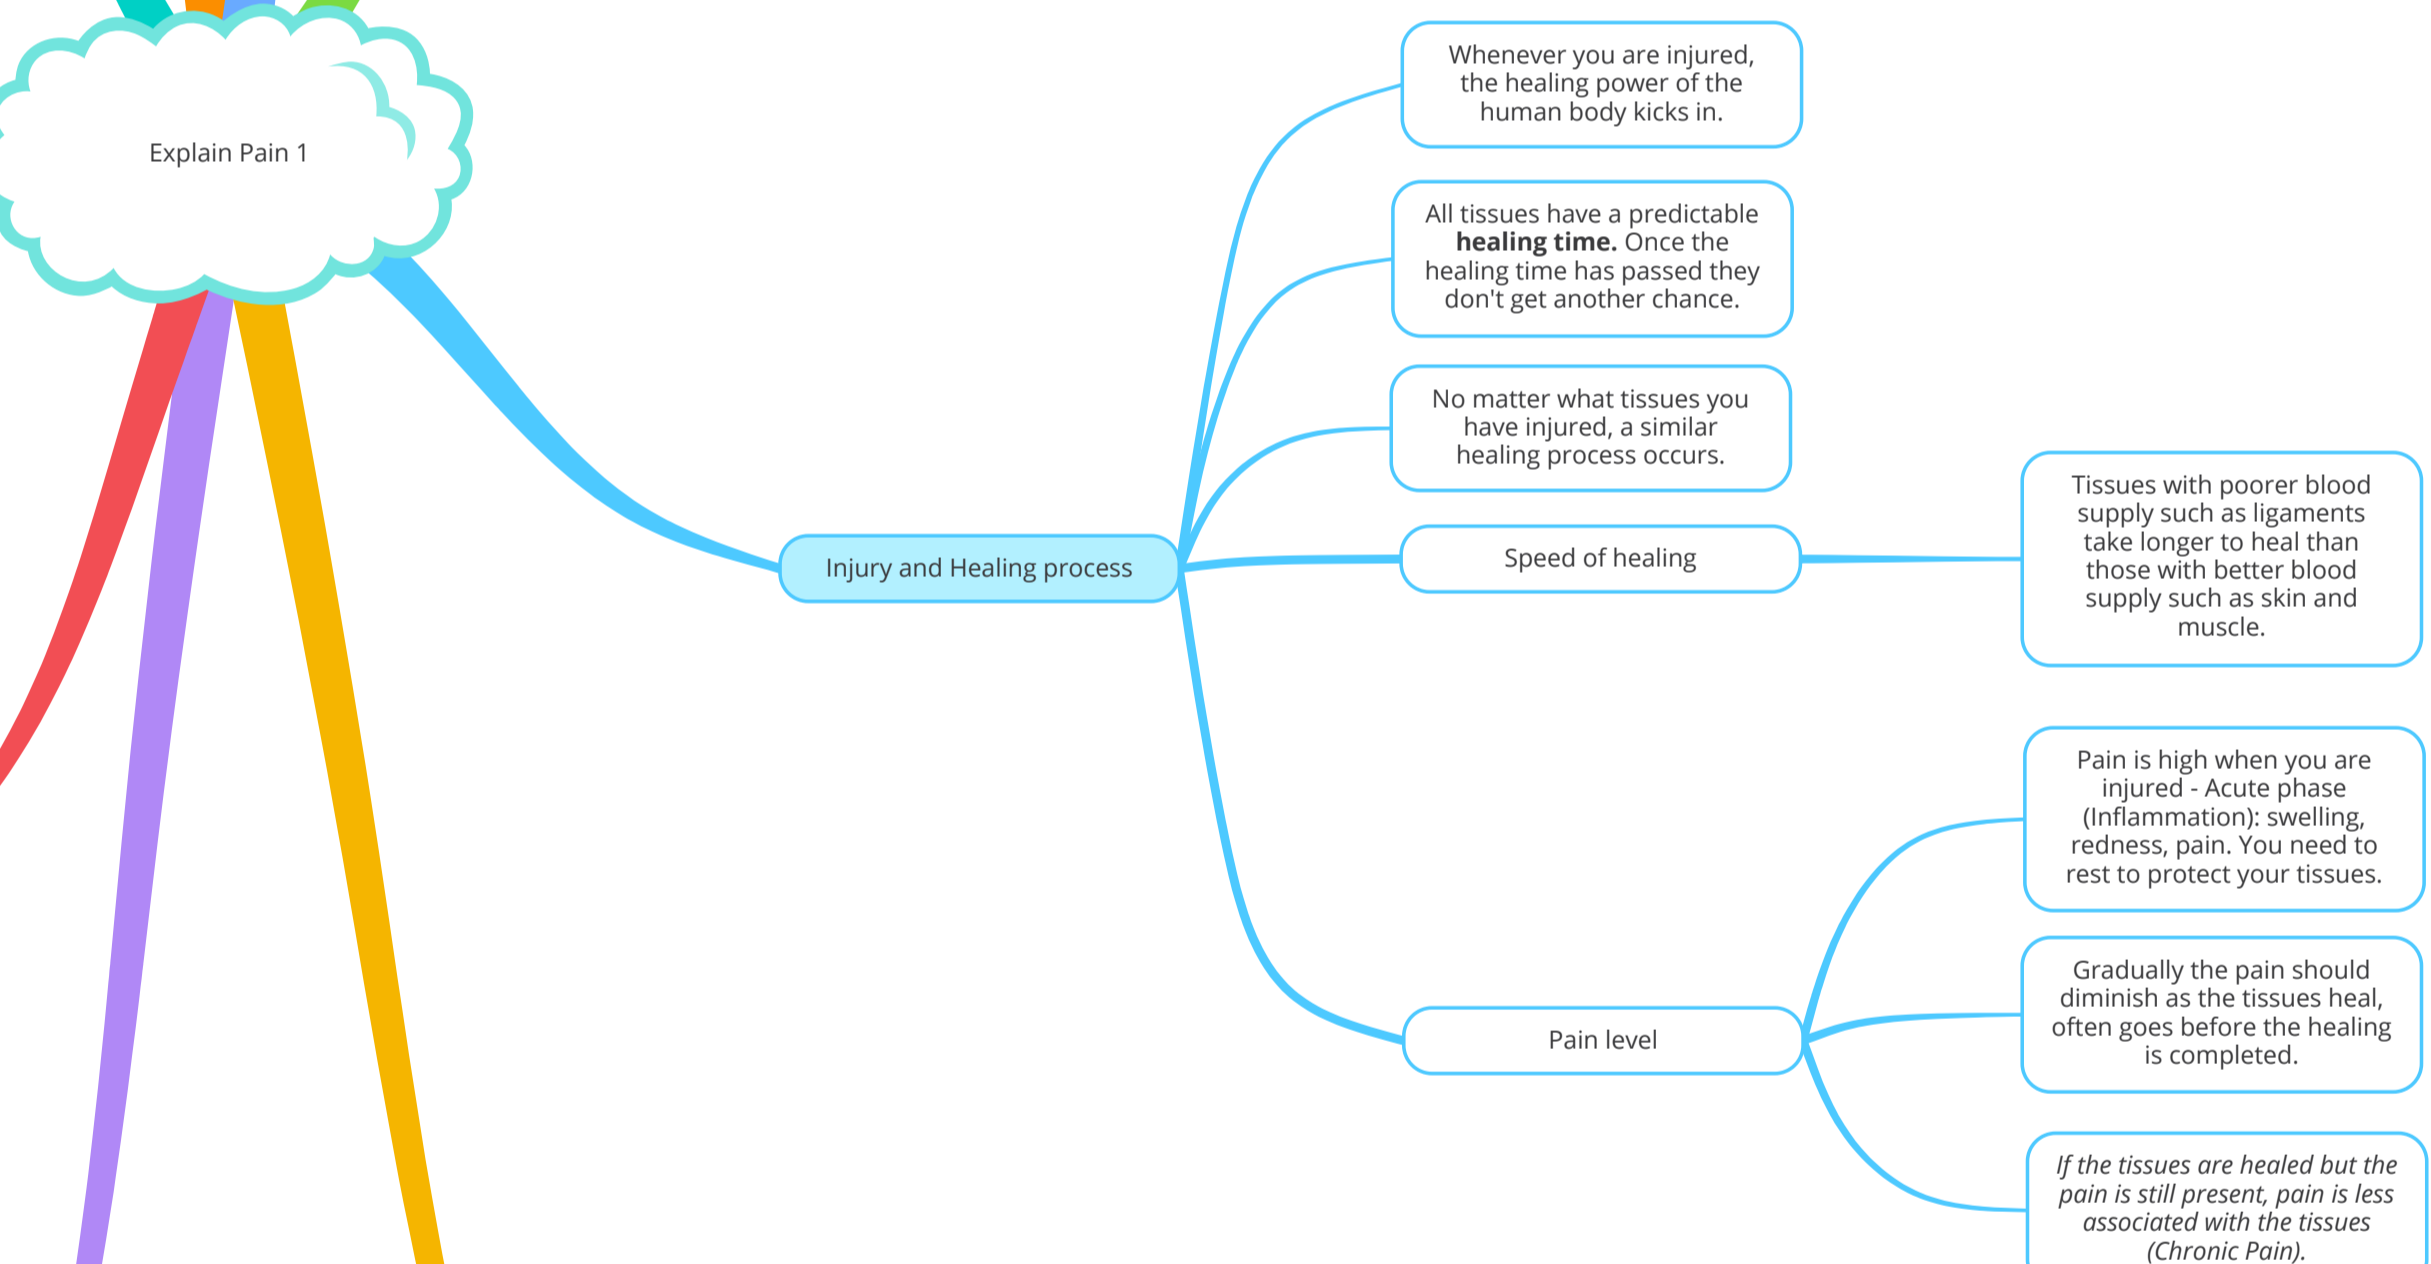 Explain Pain 1
Injury and Healing process
Whenever you are injured,
the healing power of the
human body kicks in.
All tissues have a predictable
healing time. Once the
healing time has passed they
don't get another chance.
No matter what tissues you
have injured, a similar
healing process occurs.
Speed of healing
Tissues with poorer blood
supply such as ligaments
take longer to heal than
those with better blood
supply such as skin and
muscle.
Pain level
Pain is high when you are
injured - Acute phase
(Inflammation): swelling,
redness, pain. You need to
rest to protect your tissues.
Gradually the pain should
diminish as the tissues heal,
often goes before the healing
is completed.
If the tissues are healed but the
pain is still present, pain is less
associated with the tissues
(Chronic Pain).